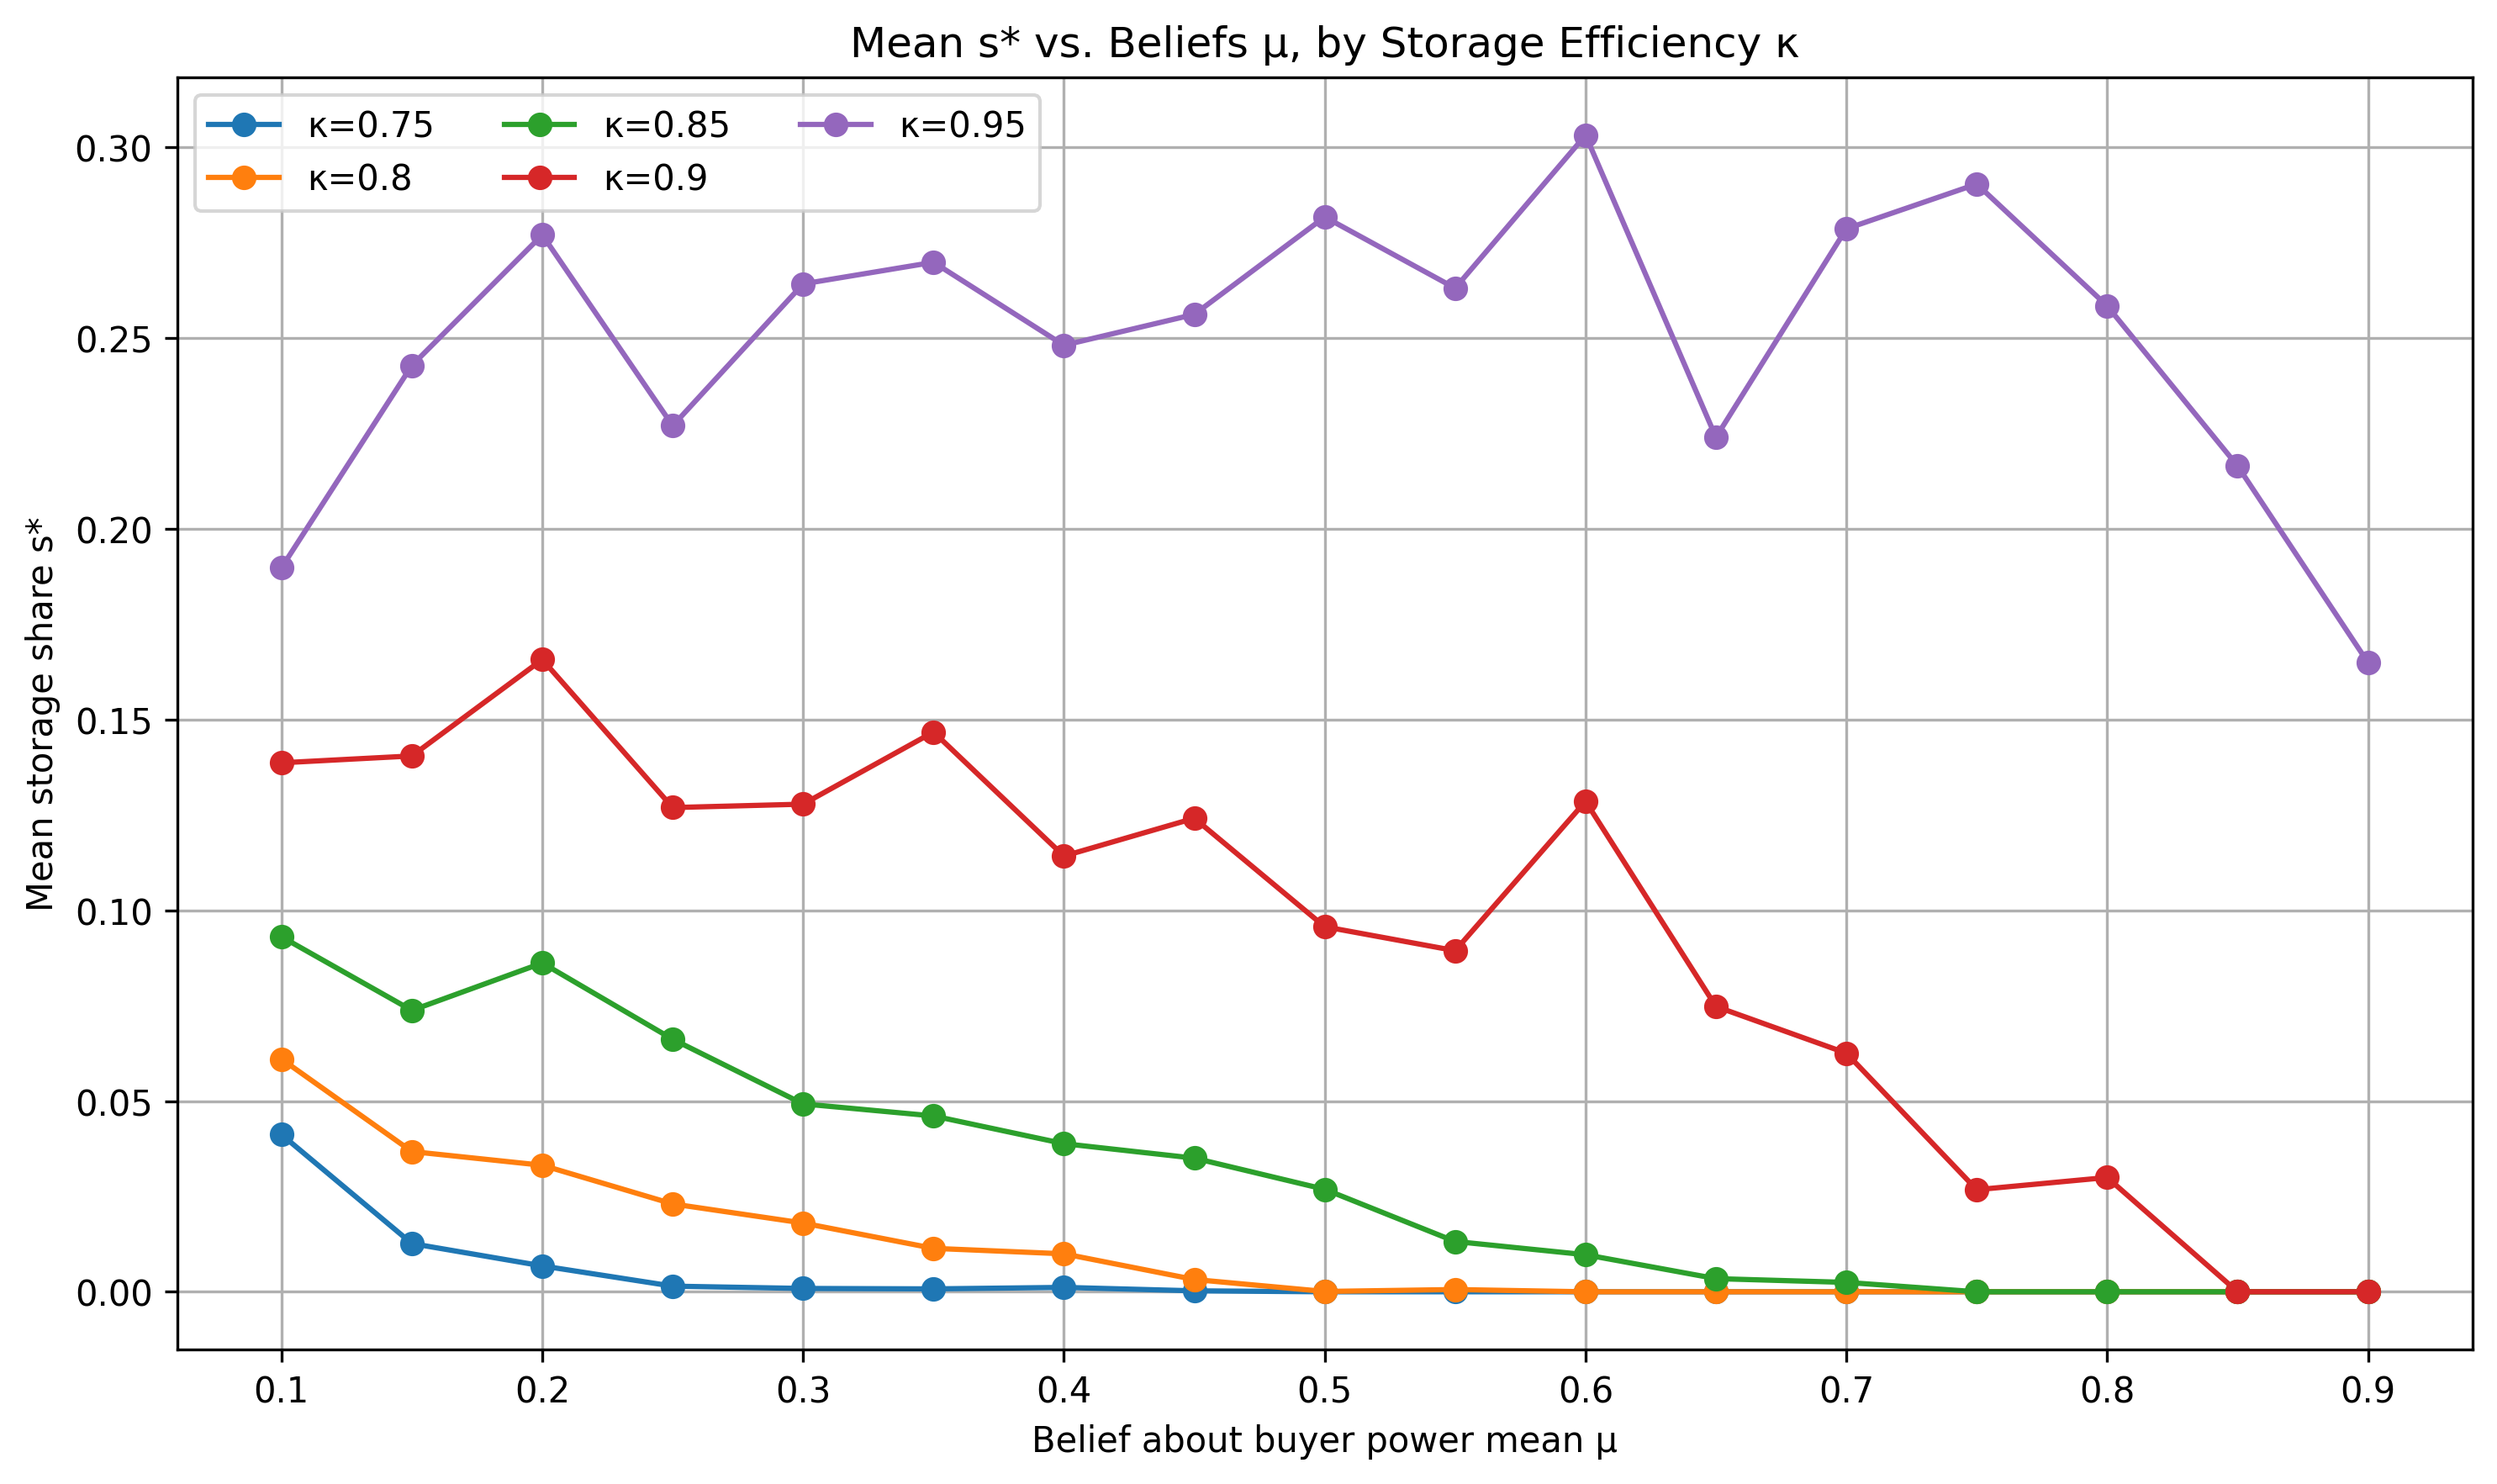 Mean s* vs. Beliefs μ, by Storage Efficiency κ
κ=0.75
κ=0.8
κ=0.85
κ=0.9
κ=0.95
Mean storage share s*
0.30
0.25
0.20
0.15
0.10
0.05
0.00
0.1 0.2 0.3 0.4 0.5 0.6 0.7 0.8 0.9
Belief about buyer power mean μ